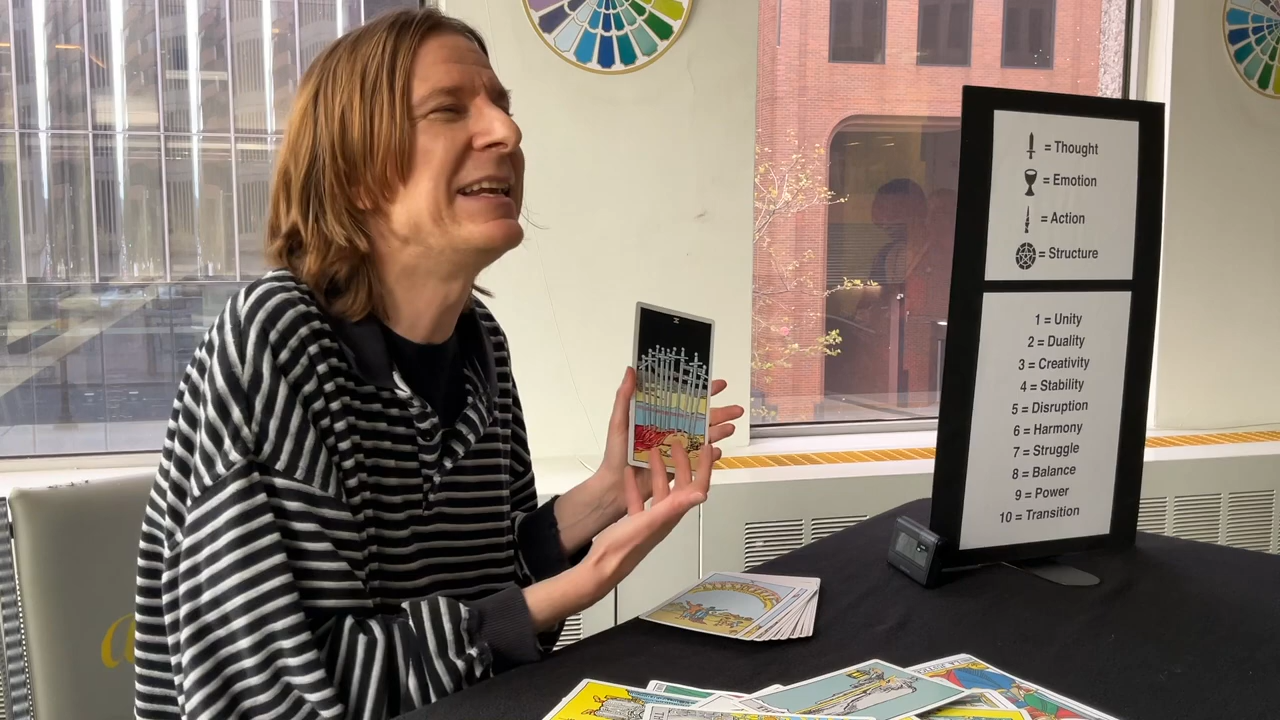 = Thought
= Emotion
= Action
= Structure
1 = Unity
2 = Duality
3 = Creativity
4 = Stability
5 = Disruption
6 = Harmony
7 = Struggle
8 = Balance
9 = Power
10 = Transition
X
a